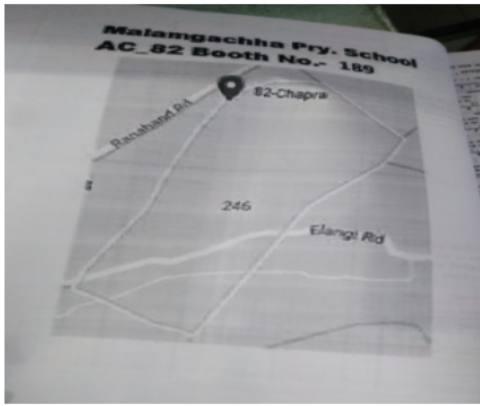 Malamgachha Pry. School
AC_82 Booth No.- 189
82-Chapra
Ranaband Rd
246
Elangi Rd